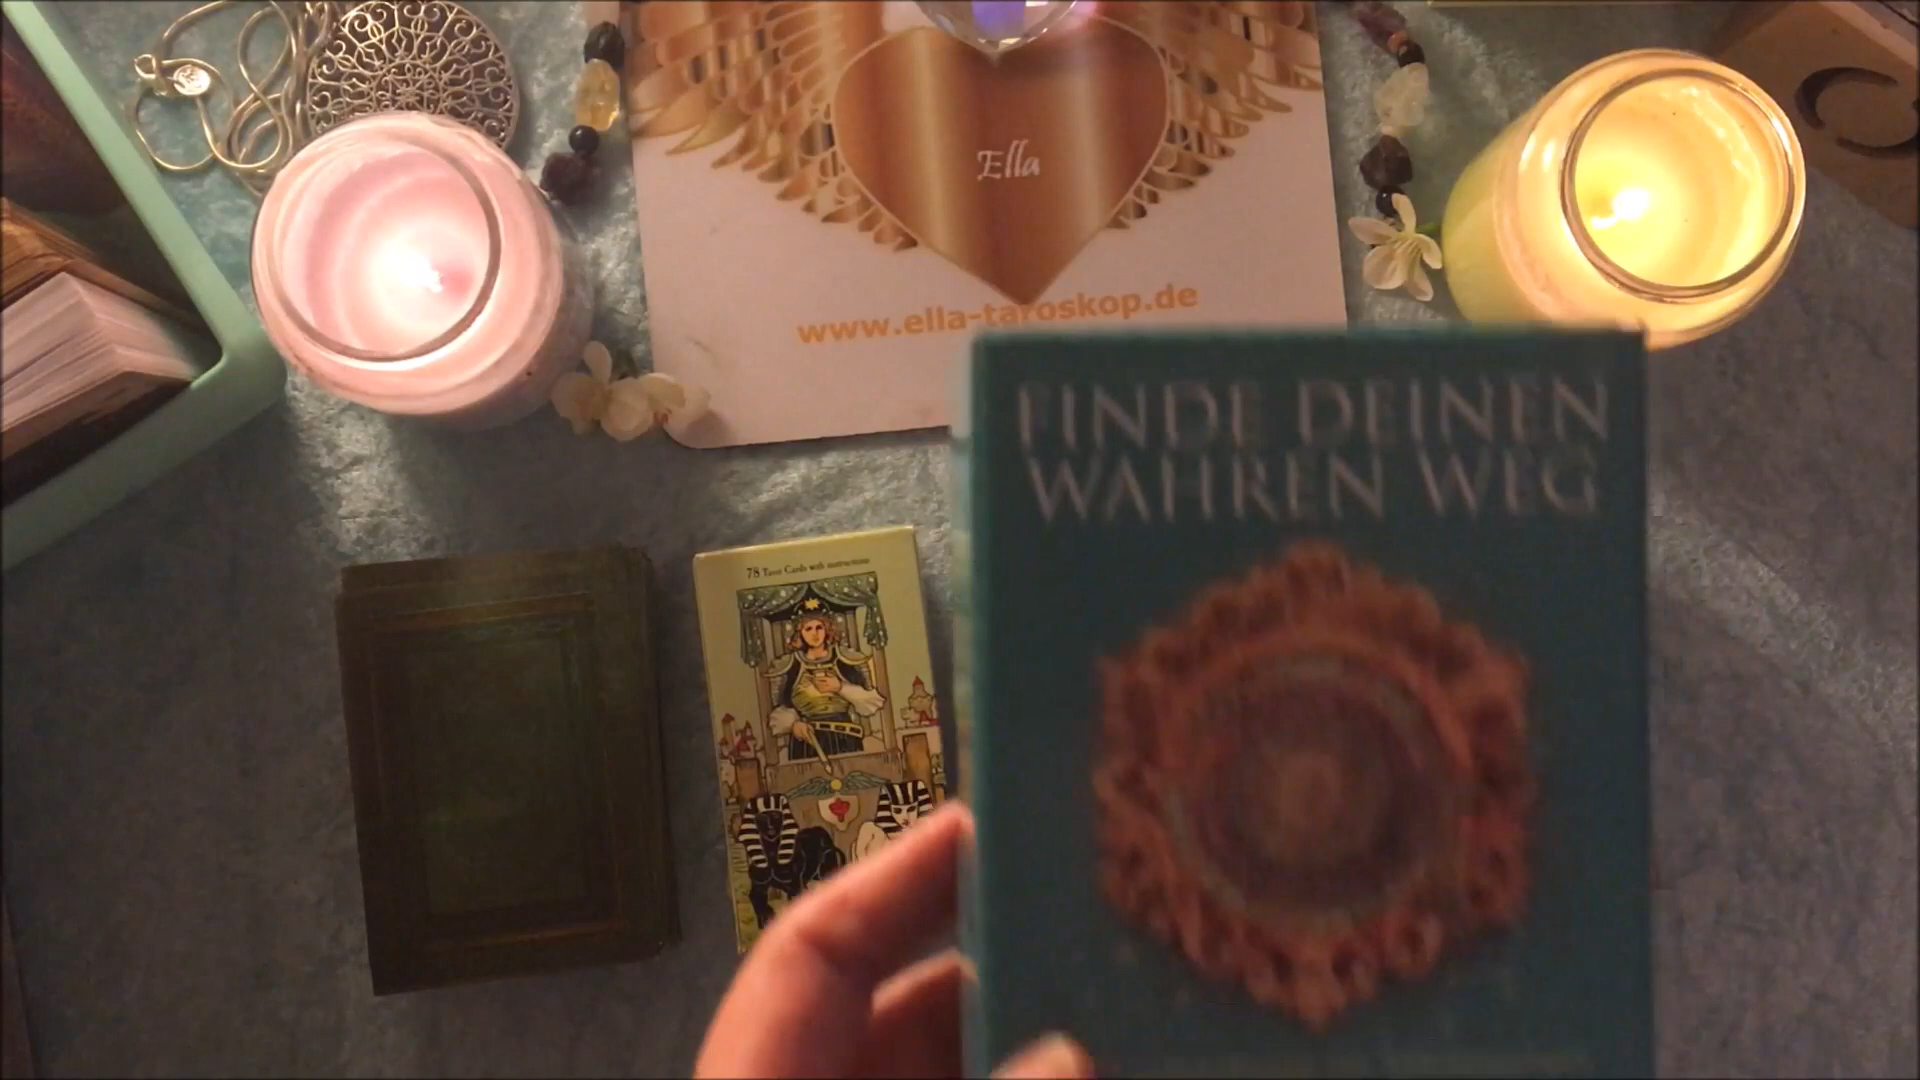 Ella
www.ella-taroskop.de
FINDE DEINEN
WAHREN WEG
78 Tarot Cards with instructions